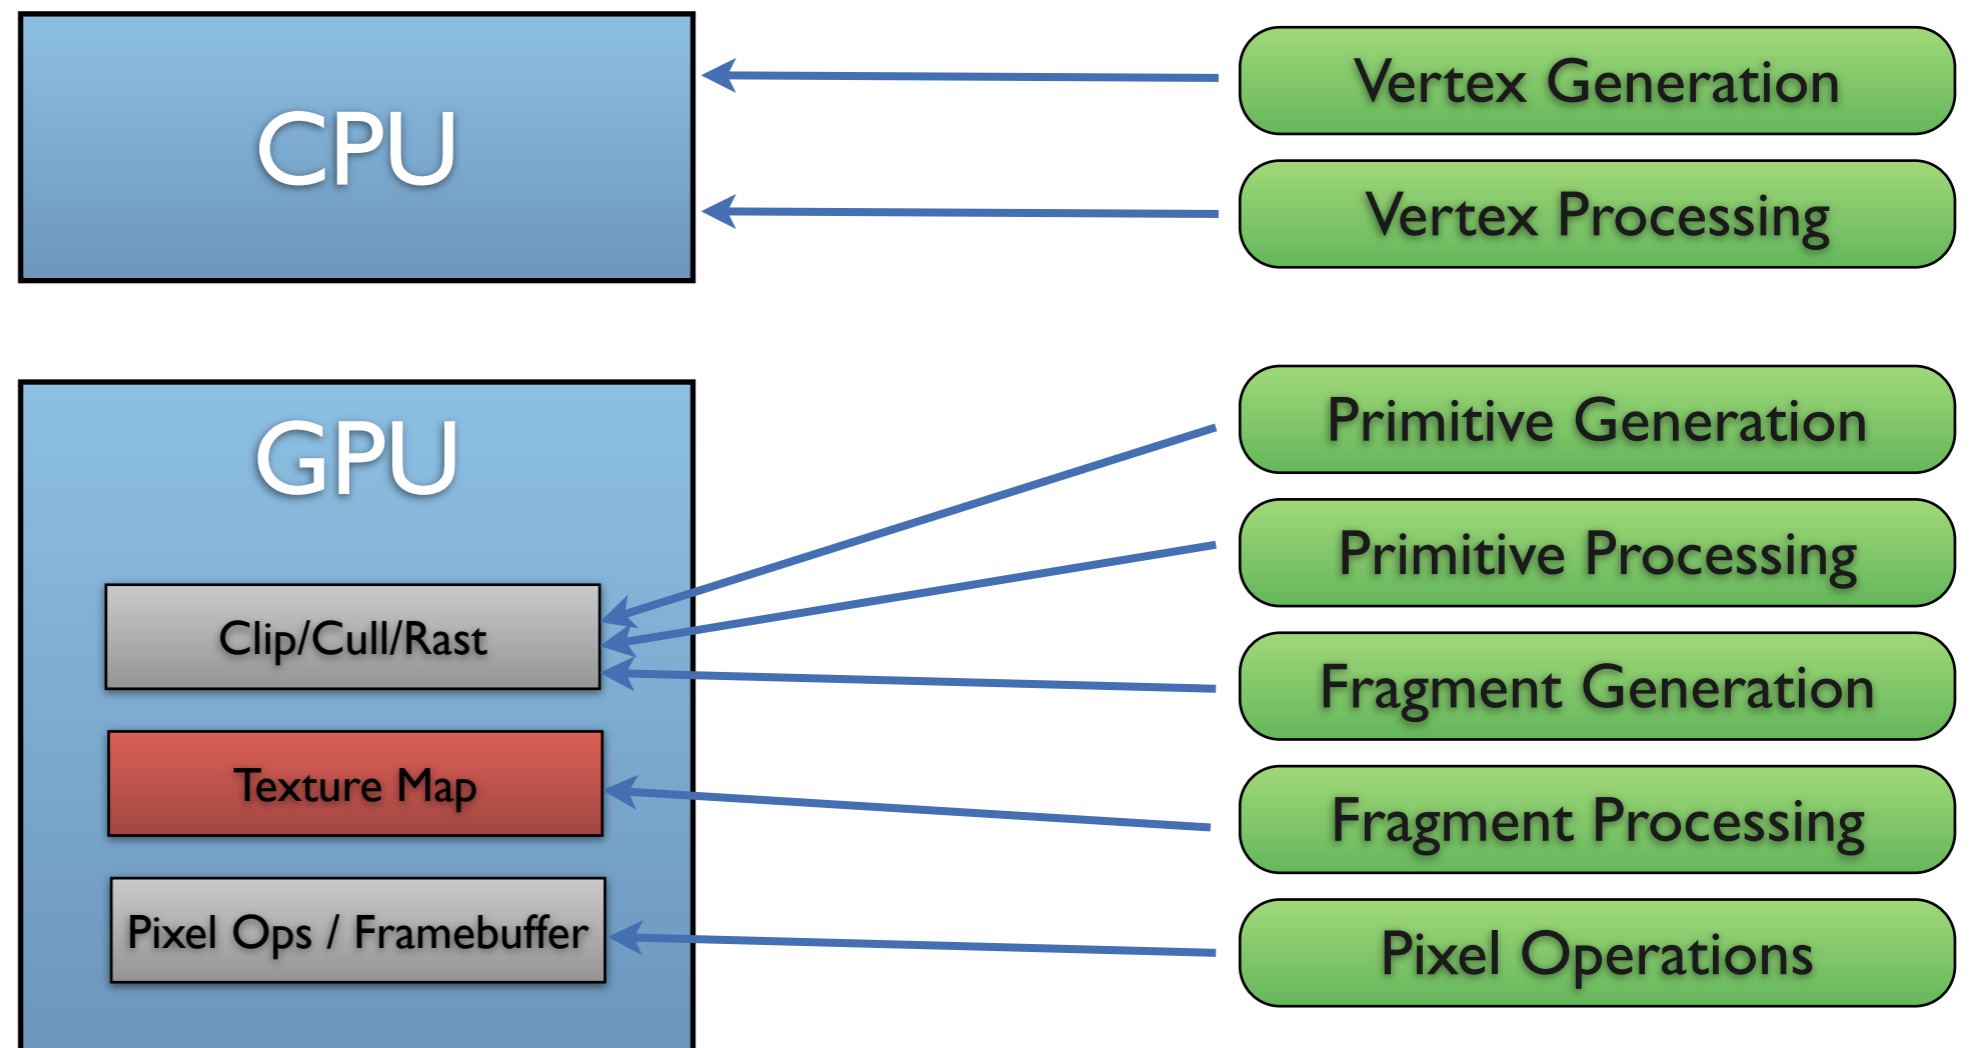 CPU
Vertex Generation
Vertex Processing
GPU
Clip/Cull/Rast
Texture Map
Pixel Ops / Framebuffer
Primitive Generation
Primitive Processing
Fragment Generation
Fragment Processing
Pixel Operations